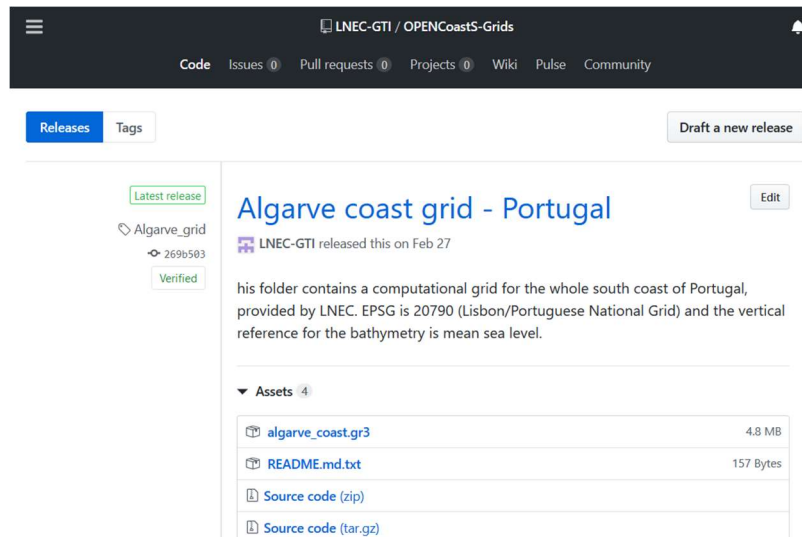 LNEC-GTI / OPENCoastS-Grids
Code Issues 0 Pull requests 0 Projects 0 Wiki Pulse Community
Releases Tags Draft a new release
Latest release
Algarve_grid
269b503
Verified
Algarve coast grid - Portugal
Edit
LNEC-GTI released this on Feb 27
his folder contains a computational grid for the whole south coast of Portugal,
provided by LNEC. EPSG is 20790 (Lisbon/Portuguese National Grid) and the vertical
reference for the bathymetry is mean sea level.
Assets 4
algarve_coast.gr3 4.8 MB
README.md.txt 157 Bytes
Source code (zip)
Source code (tar.gz)